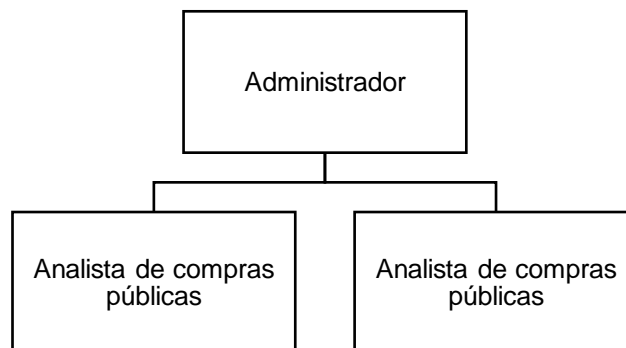 Administrador
Analista de compras
públicas
Analista de compras
públicas